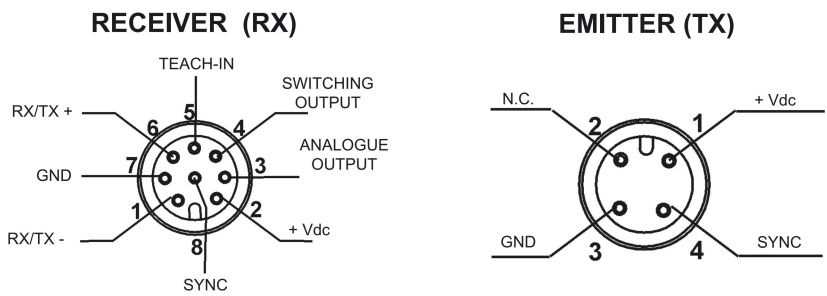 RECEIVER (RX)
TEACH-IN
SWITCHING
OUTPUT
RX/TX +
5
6
4
ANALOGUE
OUTPUT
GND
7
3
1
2
RX/TX -
+ Vdc
8
SYNC
EMITTER (TX)
N.C.
+ Vdc
2
1
GND
SYNC
3
4